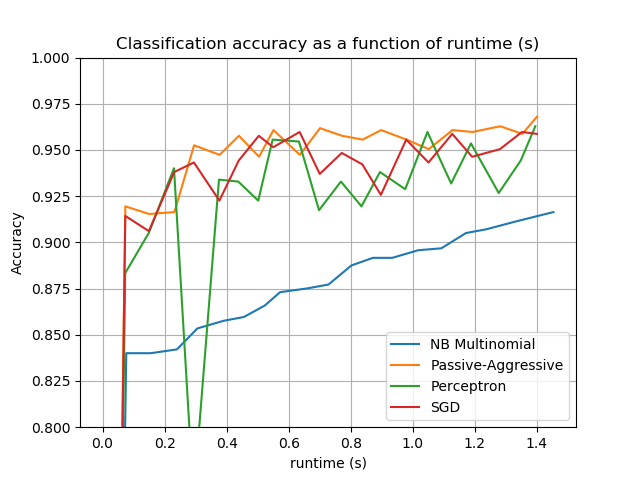 Classification accuracy as a function of runtime (s)
1.000
0.975
0.950
0.925
0.900
0.875
0.850
0.825
0.800
Accuracy
NB Multinomial
Passive-Aggressive
Perceptron
SGD
0.0 0.2 0.4 0.6 0.8 1.0 1.2 1.4
runtime (s)